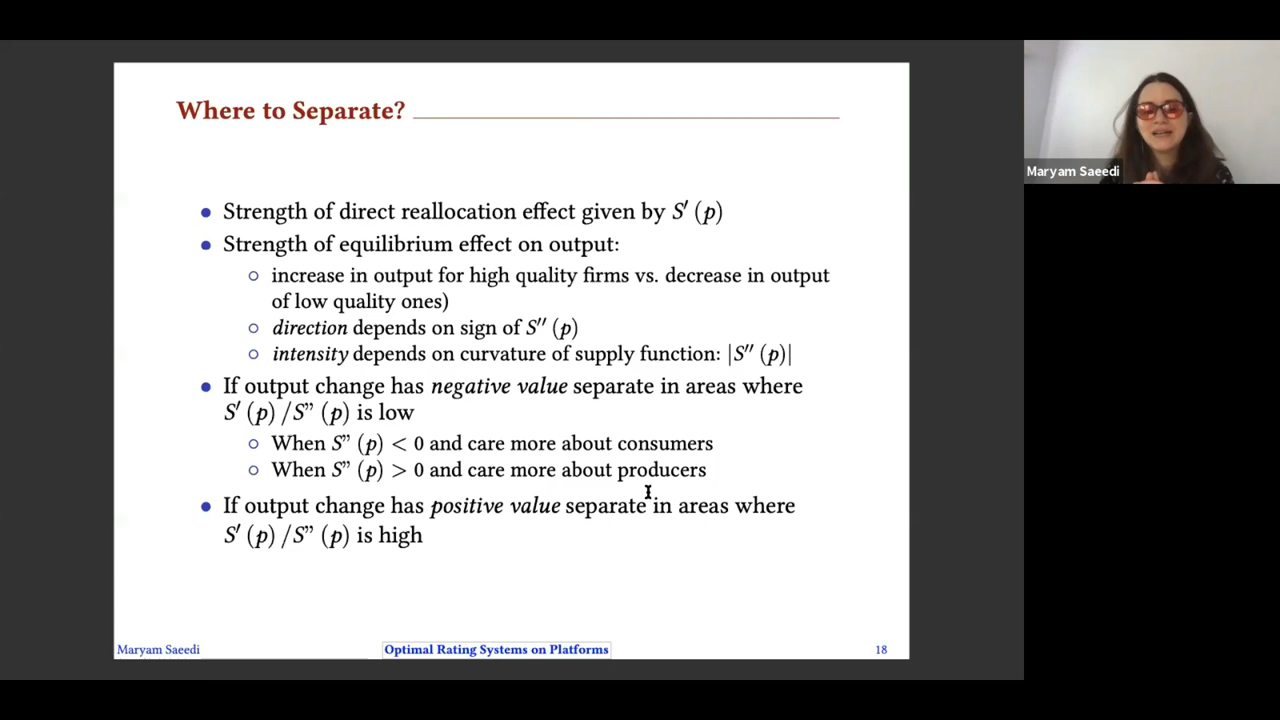 Where to Separate?
Maryam Saeedi
• Strength of direct reallocation effect given by S′ (p)
• Strength of equilibrium effect on output:
○ increase in output for high quality firms vs. decrease in output
of low quality ones)
○ direction depends on sign of S′′ (p)
○ intensity depends on curvature of supply function: |S′′ (p)|
• If output change has negative value separate in areas where
S′ (p) /S” (p) is low
○ When S” (p) < 0 and care more about consumers
○ When S” (p) > 0 and care more about producers
• If output change has positive value separate in areas where
S′ (p) /S” (p) is high
Maryam Saeedi
Optimal Rating Systems on Platforms
18